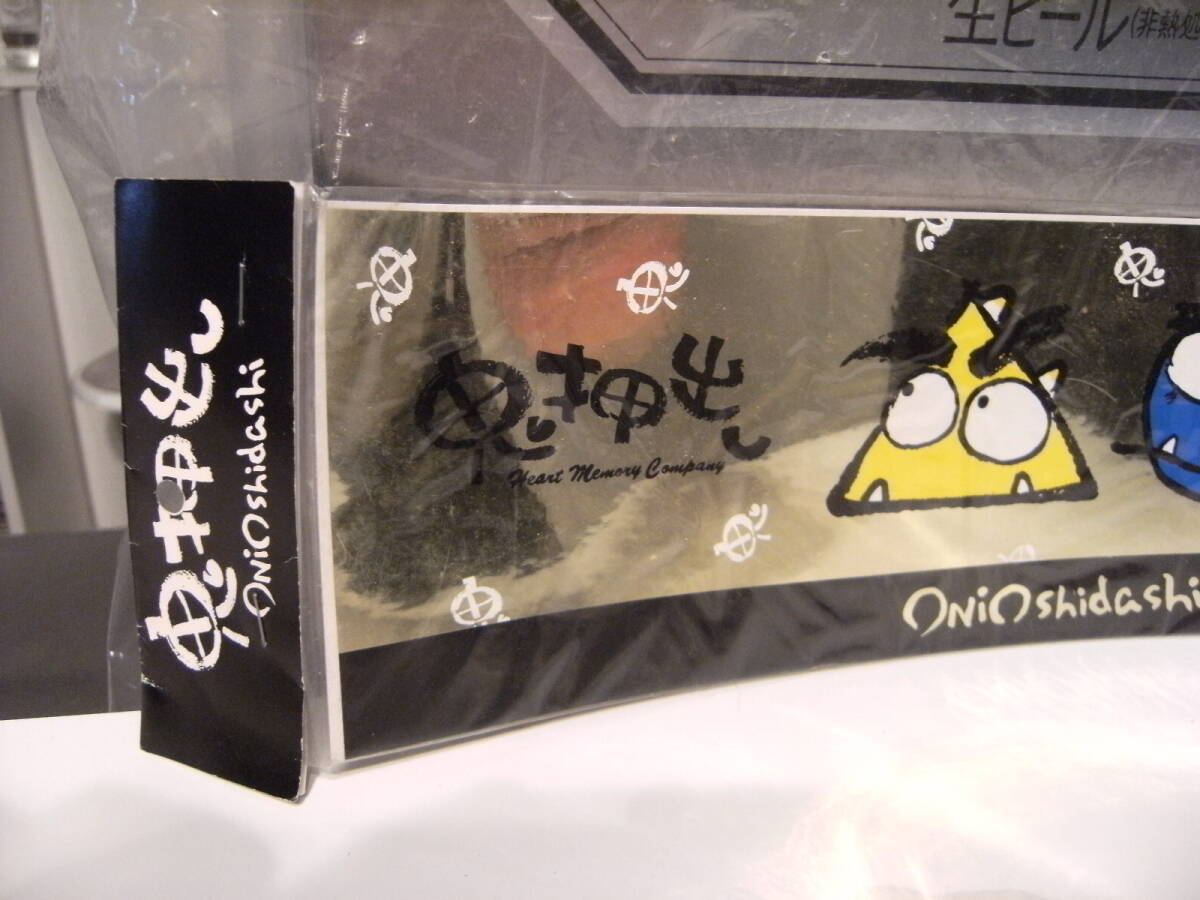 生ビール(非熱処
鬼押出し
OniOshidashi
鬼押出し
Heart Memory Company
OniOshidashi